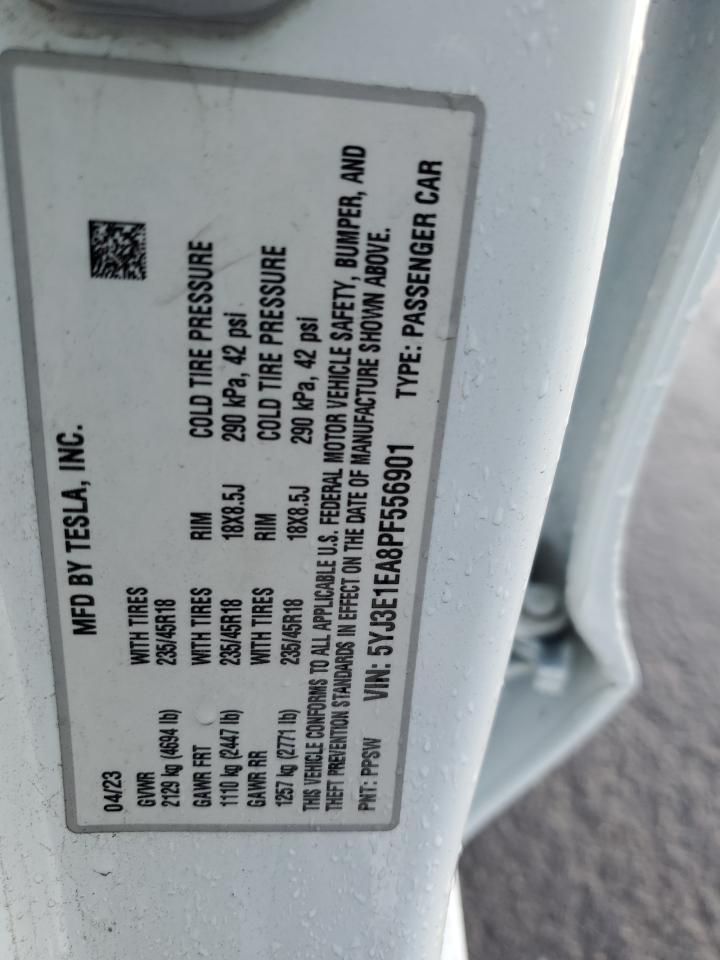 MFD BY TESLA, INC.
04/23
GVWR WITH TIRES
2129 kg (4694 lb) 235/45R18
GAWR FRT WITH TIRES RIM COLD TIRE PRESSURE
1110 kg (2447 lb) 235/45R18 18X8.5J 290 kPa, 42 psi
GAWR RR WITH TIRES RIM COLD TIRE PRESSURE
1257 kg (2771 lb) 235/45R18 18X8.5J 290 kPa, 42 psi
THIS VEHICLE CONFORMS TO ALL APPLICABLE U.S. FEDERAL MOTOR VEHICLE SAFETY, BUMPER, AND
THEFT PREVENTION STANDARDS IN EFFECT ON THE DATE OF MANUFACTURE SHOWN ABOVE.
PNT: PPSW VIN: 5YJ3E1EA8PF556901 TYPE: PASSENGER CAR